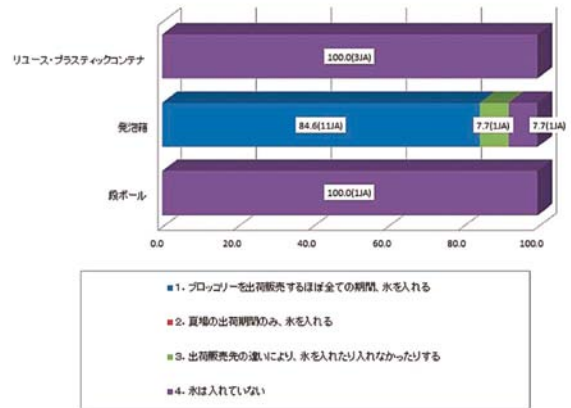 リユース・プラスティックコンテナ
100.0(3JA)
発泡箱
84.6(11JA) 7.7(1JA) 7.7(1JA)
段ボール
100.0(1JA)
0.0 20.0 40.0 60.0 80.0 100.0
1. ブロッコリーを出荷販売するほぼ全ての期間、氷を入れる
2. 夏場の出荷期間のみ、氷を入れる
3. 出荷販売先の違いにより、氷を入れたり入れなかったりする
4. 氷は入れていない